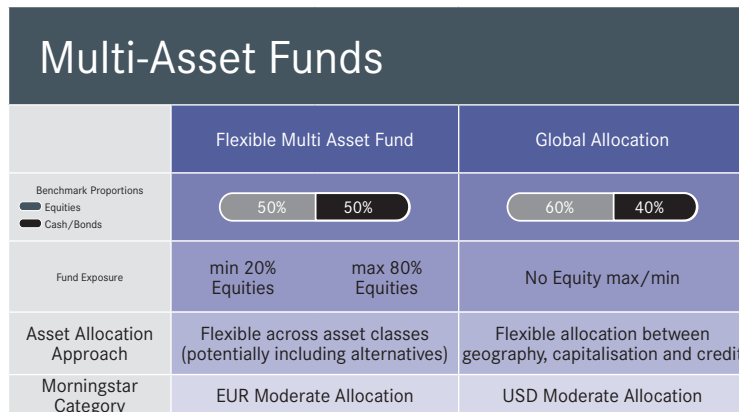 Multi-Asset Funds
Flexible Multi Asset Fund
Global Allocation
Benchmark Proportions
Equities
Cash/Bonds
50%
50%
60%
40%
Fund Exposure
min 20%
Equities
max 80%
Equities
No Equity max/min
Asset Allocation
Approach
Flexible across asset classes
(potentially including alternatives)
Flexible allocation between
geography, capitalisation and credit
Morningstar
Category
EUR Moderate Allocation
USD Moderate Allocation